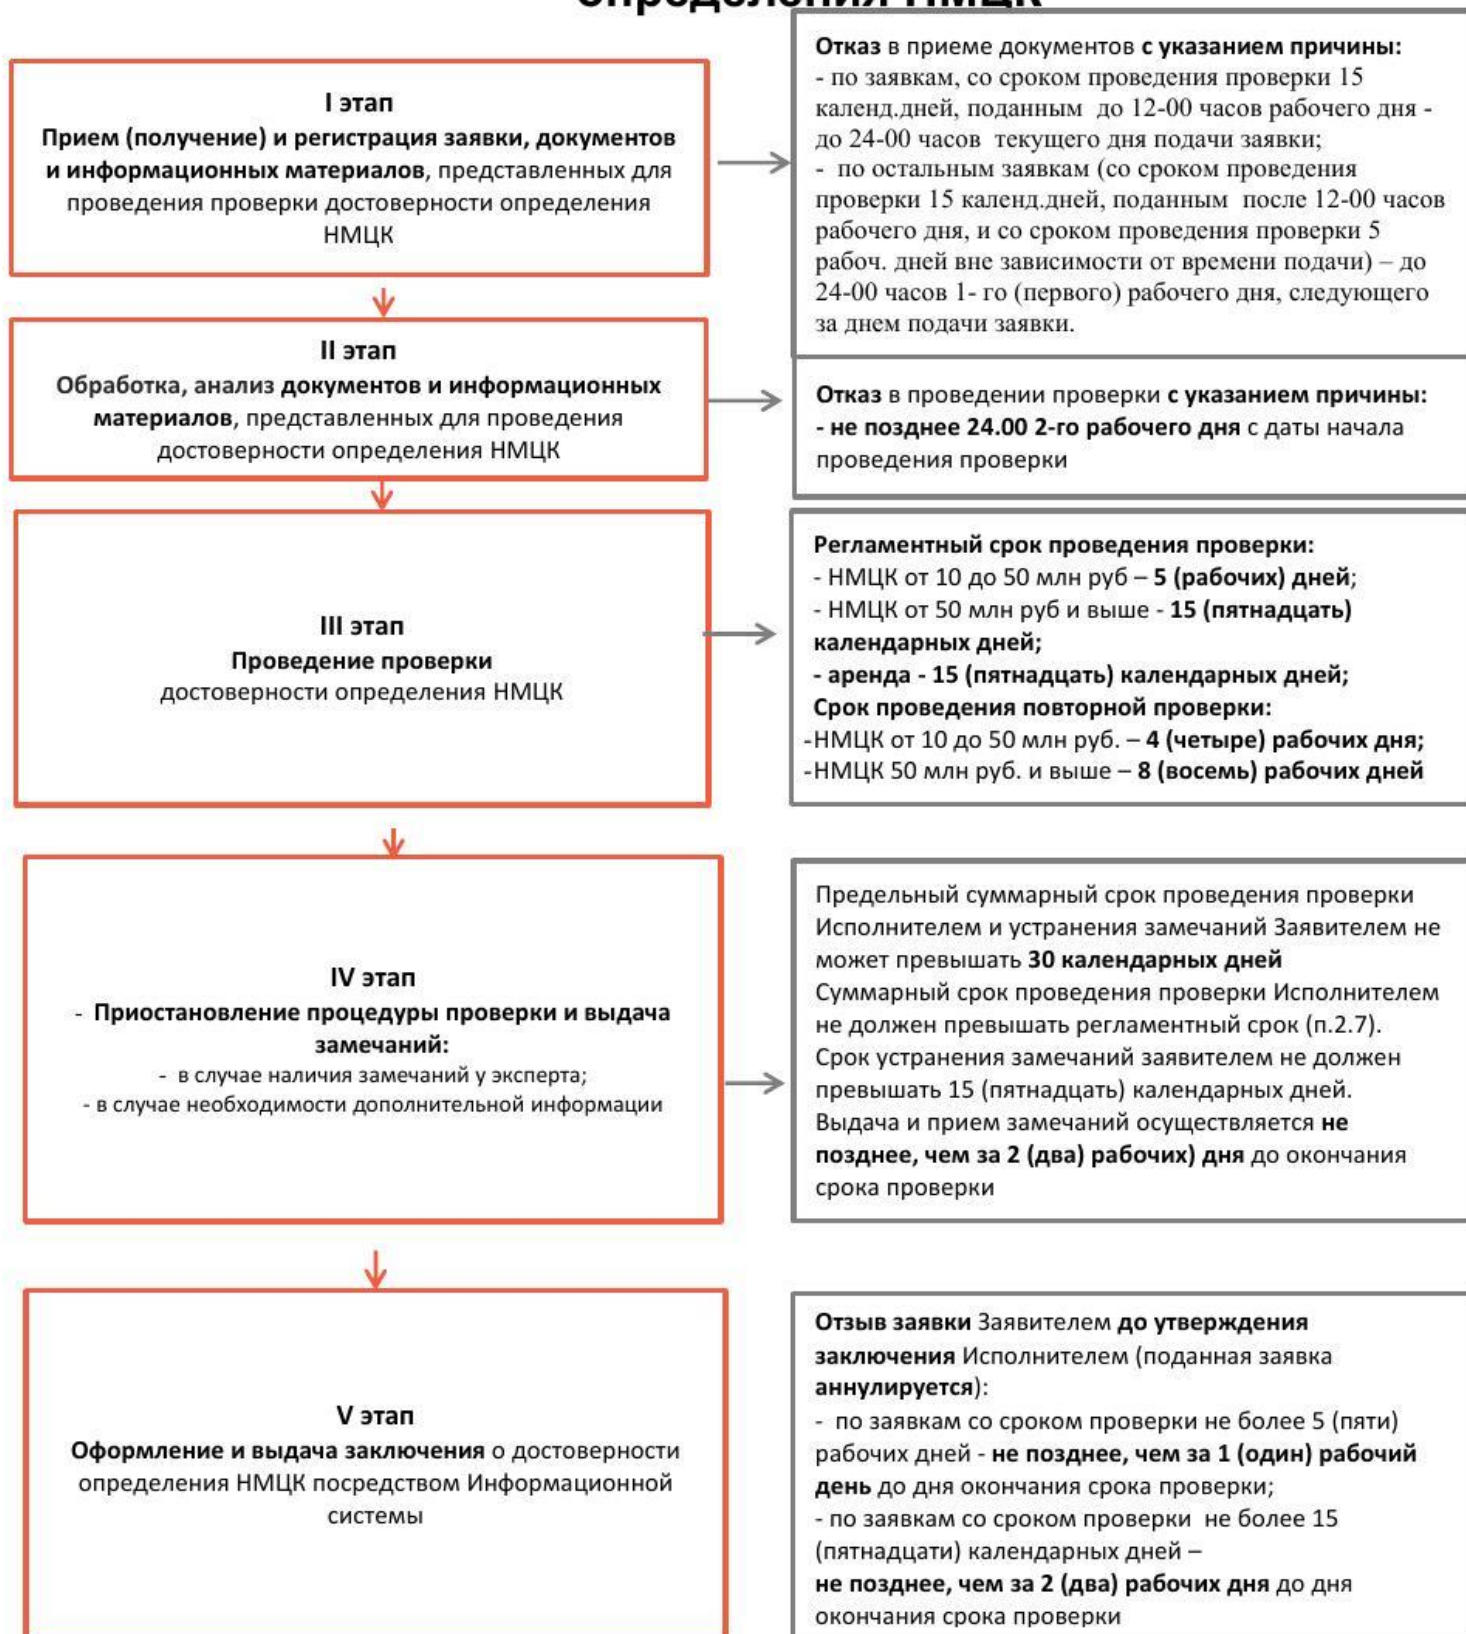 определения НМЦК
I этап
Прием (получение) и регистрация заявки, документов
и информационных материалов, представленных для
проведения проверки достоверности определения
НМЦК
Отказ в приеме документов с указанием причины:
- по заявкам, со сроком проведения проверки 15
календ.дней, поданным до 12-00 часов рабочего дня -
до 24-00 часов текущего дня подачи заявки;
- по остальным заявкам (со сроком проведения
проверки 15 календ.дней, поданным после 12-00 часов
рабочего дня, и со сроком проведения проверки 5
рабоч. дней вне зависимости от времени подачи) – до
24-00 часов 1- го (первого) рабочего дня, следующего
за днем подачи заявки.
II этап
Обработка, анализ документов и информационных
материалов, представленных для проведения
достоверности определения НМЦК
Отказ в проведении проверки с указанием причины:
- не позднее 24.00 2-го рабочего дня с даты начала
проведения проверки
III этап
Проведение проверки
достоверности определения НМЦК
Регламентный срок проведения проверки:
- НМЦК от 10 до 50 млн руб – 5 (рабочих) дней;
- НМЦК от 50 млн руб и выше - 15 (пятнадцать)
календарных дней;
- аренда - 15 (пятнадцать) календарных дней;
Срок проведения повторной проверки:
-НМЦК от 10 до 50 млн руб. – 4 (четыре) рабочих дня;
-НМЦК 50 млн руб. и выше – 8 (восемь) рабочих дней
IV этап
- Приостановление процедуры проверки и выдача
замечаний:
- в случае наличия замечаний у эксперта;
- в случае необходимости дополнительной информации
Предельный суммарный срок проведения проверки
Исполнителем и устранения замечаний Заявителем не
может превышать 30 календарных дней
Суммарный срок проведения проверки Исполнителем
не должен превышать регламентный срок (п.2.7).
Срок устранения замечаний заявителем не должен
превышать 15 (пятнадцать) календарных дней.
Выдача и прием замечаний осуществляется не
позднее, чем за 2 (два) рабочих) дня до окончания
срока проверки
V этап
Оформление и выдача заключения о достоверности
определения НМЦК посредством Информационной
системы
Отзыв заявки Заявителем до утверждения
заключения Исполнителем (поданная заявка
аннулируется):
- по заявкам со сроком проверки не более 5 (пяти)
рабочих дней - не позднее, чем за 1 (один) рабочий
день до дня окончания срока проверки;
- по заявкам со сроком проверки не более 15
(пятнадцати) календарных дней –
не позднее, чем за 2 (два) рабочих дня до дня
окончания срока проверки